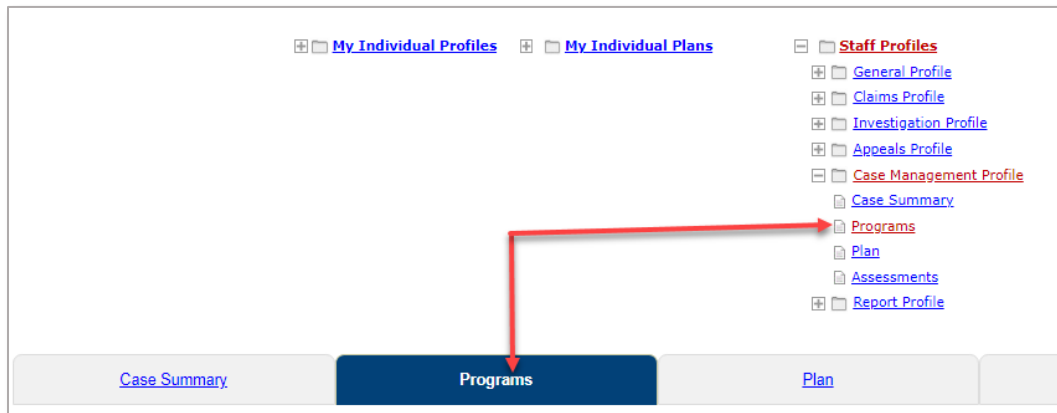 My Individual Profiles My Individual Plans Staff Profiles
General Profile
Claims Profile
Investigation Profile
Appeals Profile
Case Management Profile
Case Summary
Programs
Plan
Assessments
Report Profile
Case Summary Programs Plan